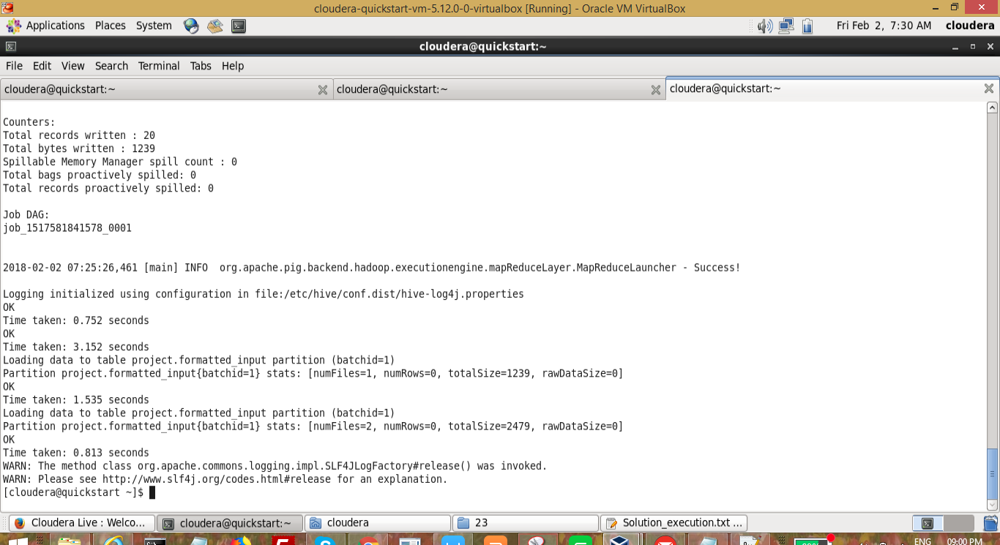 cloudera-quickstart-vm-5.12.0-0-virtualbox [Running] - Oracle VM VirtualBox
Applications Places System Fri Feb 2, 7:30 AM cloudera
cloudera@quickstart:~
File Edit View Search Terminal Tabs Help
cloudera@quickstart:~ cloudera@quickstart:~ cloudera@quickstart:~
Counters:
Total records written : 20
Total bytes written : 1239
Spillable Memory Manager spill count : 0
Total bags proactively spilled: 0
Total records proactively spilled: 0
Job DAG:
job_1517581841578_0001
2018-02-02 07:25:26,461 [main] INFO  org.apache.pig.backend.hadoop.executionengine.mapReduceLayer.MapReduceLauncher - Success!
Logging initialized using configuration in file:/etc/hive/conf.dist/hive-log4j.properties
OK
Time taken: 0.752 seconds
OK
Time taken: 3.152 seconds
Loading data to table project.formatted_input partition (batchid=1)
Partition project.formatted_input{batchid=1} stats: [numFiles=1, numRows=0, totalSize=1239, rawDataSize=0]
OK
Time taken: 1.535 seconds
Loading data to table project.formatted_input partition (batchid=1)
Partition project.formatted_input{batchid=1} stats: [numFiles=2, numRows=0, totalSize=2479, rawDataSize=0]
OK
Time taken: 0.813 seconds
WARN: The method class org.apache.commons.logging.impl.SLF4JLogFactory#release() was invoked.
WARN: Please see http://www.slf4j.org/codes.html#release for an explanation.
[cloudera@quickstart ~]$
Cloudera Live : Welco... cloudera@quickstart:~ cloudera 23 Solution_execution.txt ...
ENG 09:00 PM